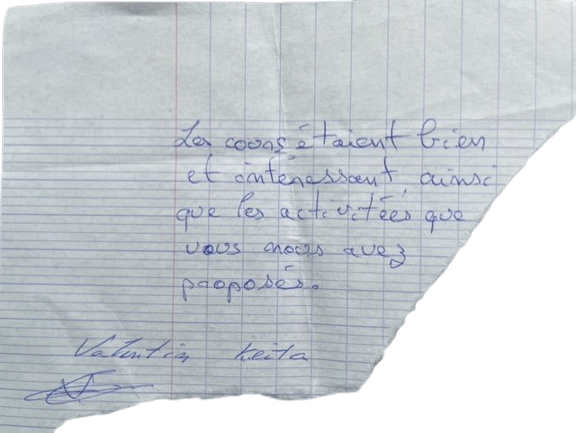 Les cours étaient bien
et intéressant, ainsi
que les activitées que
vous nous avez
proposés.
Valentin Keita